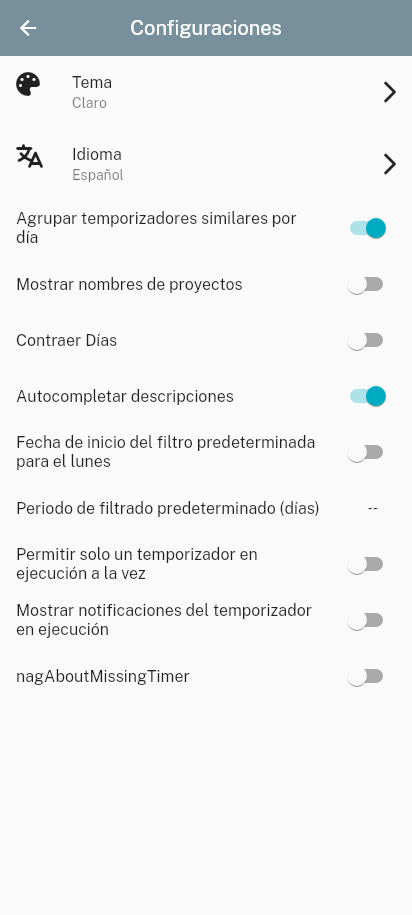 Configuraciones
Tema
Claro
Idioma
Español
Agrupar temporizadores similares por
día
Mostrar nombres de proyectos
Contraer Días
Autocompletar descripciones
Fecha de inicio del filtro predeterminada
para el lunes
Periodo de filtrado predeterminado (días)
--
Permitir solo un temporizador en
ejecución a la vez
Mostrar notificaciones del temporizador
en ejecución
nagAboutMissingTimer